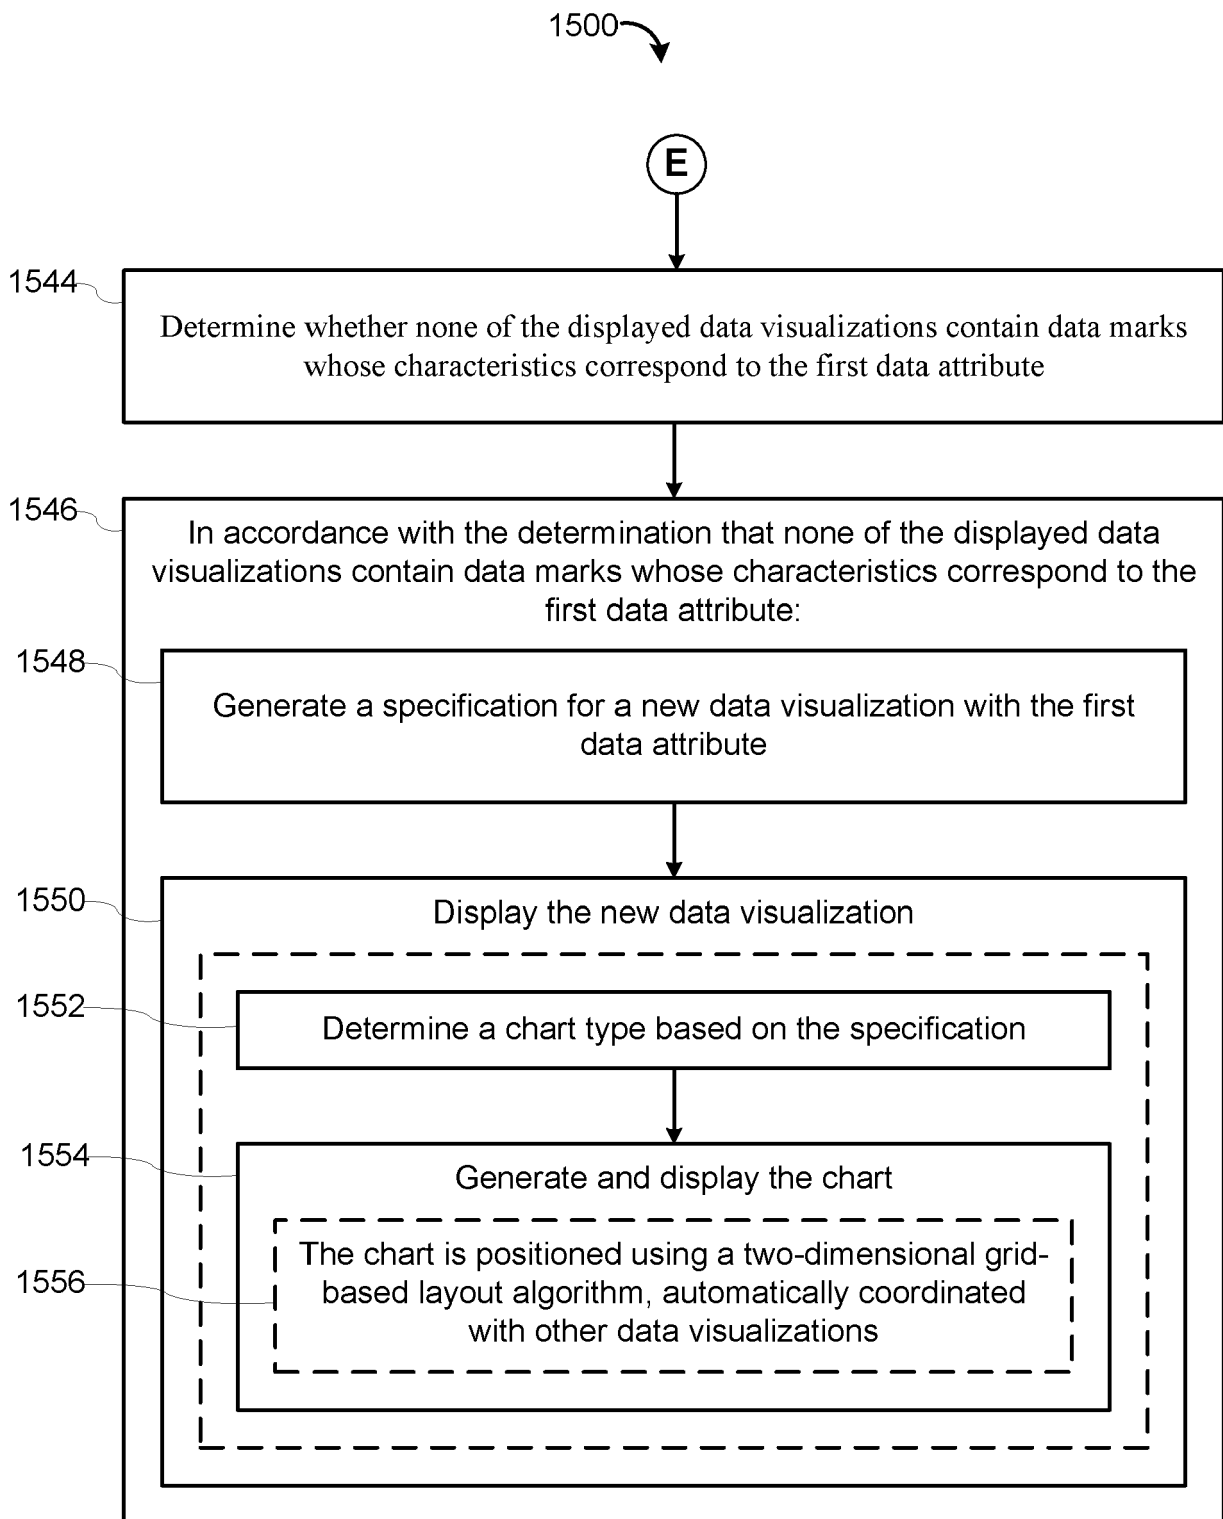 1500
E
1544
Determine whether none of the displayed data visualizations contain data marks
whose characteristics correspond to the first data attribute
1546
In accordance with the determination that none of the displayed data
visualizations contain data marks whose characteristics correspond to the
first data attribute:
1548
Generate a specification for a new data visualization with the first
data attribute
1550
Display the new data visualization
1552
Determine a chart type based on the specification
1554
Generate and display the chart
1556
The chart is positioned using a two-dimensional grid-
based layout algorithm, automatically coordinated
with other data visualizations